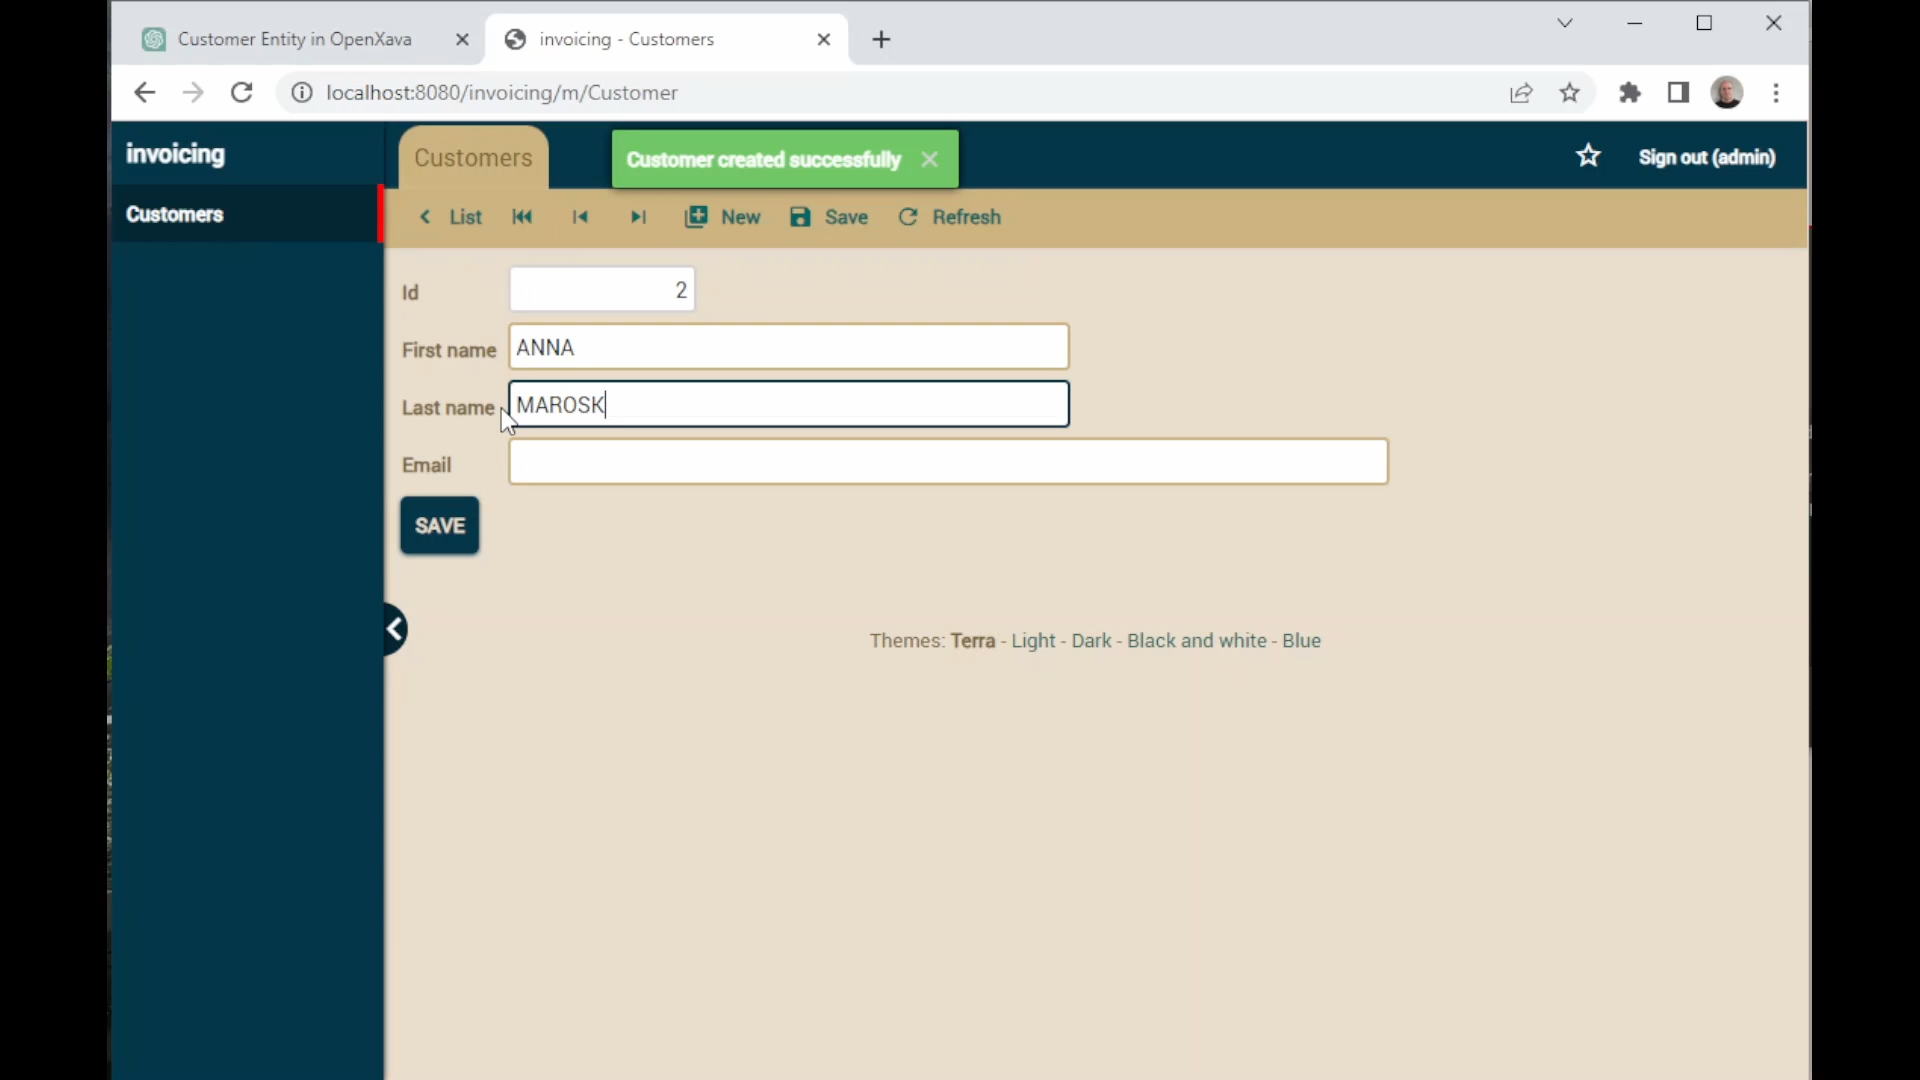 Customer Entity in OpenXava
invoicing - Customers
localhost:8080/invoicing/m/Customer
invoicing
Customers
Customer created successfully
Sign out (admin)
Customers
List
New
Save
Refresh
Id
2
First name
ANNA
Last name
MAROSK
Email
SAVE
Themes: Terra - Light - Dark - Black and white - Blue